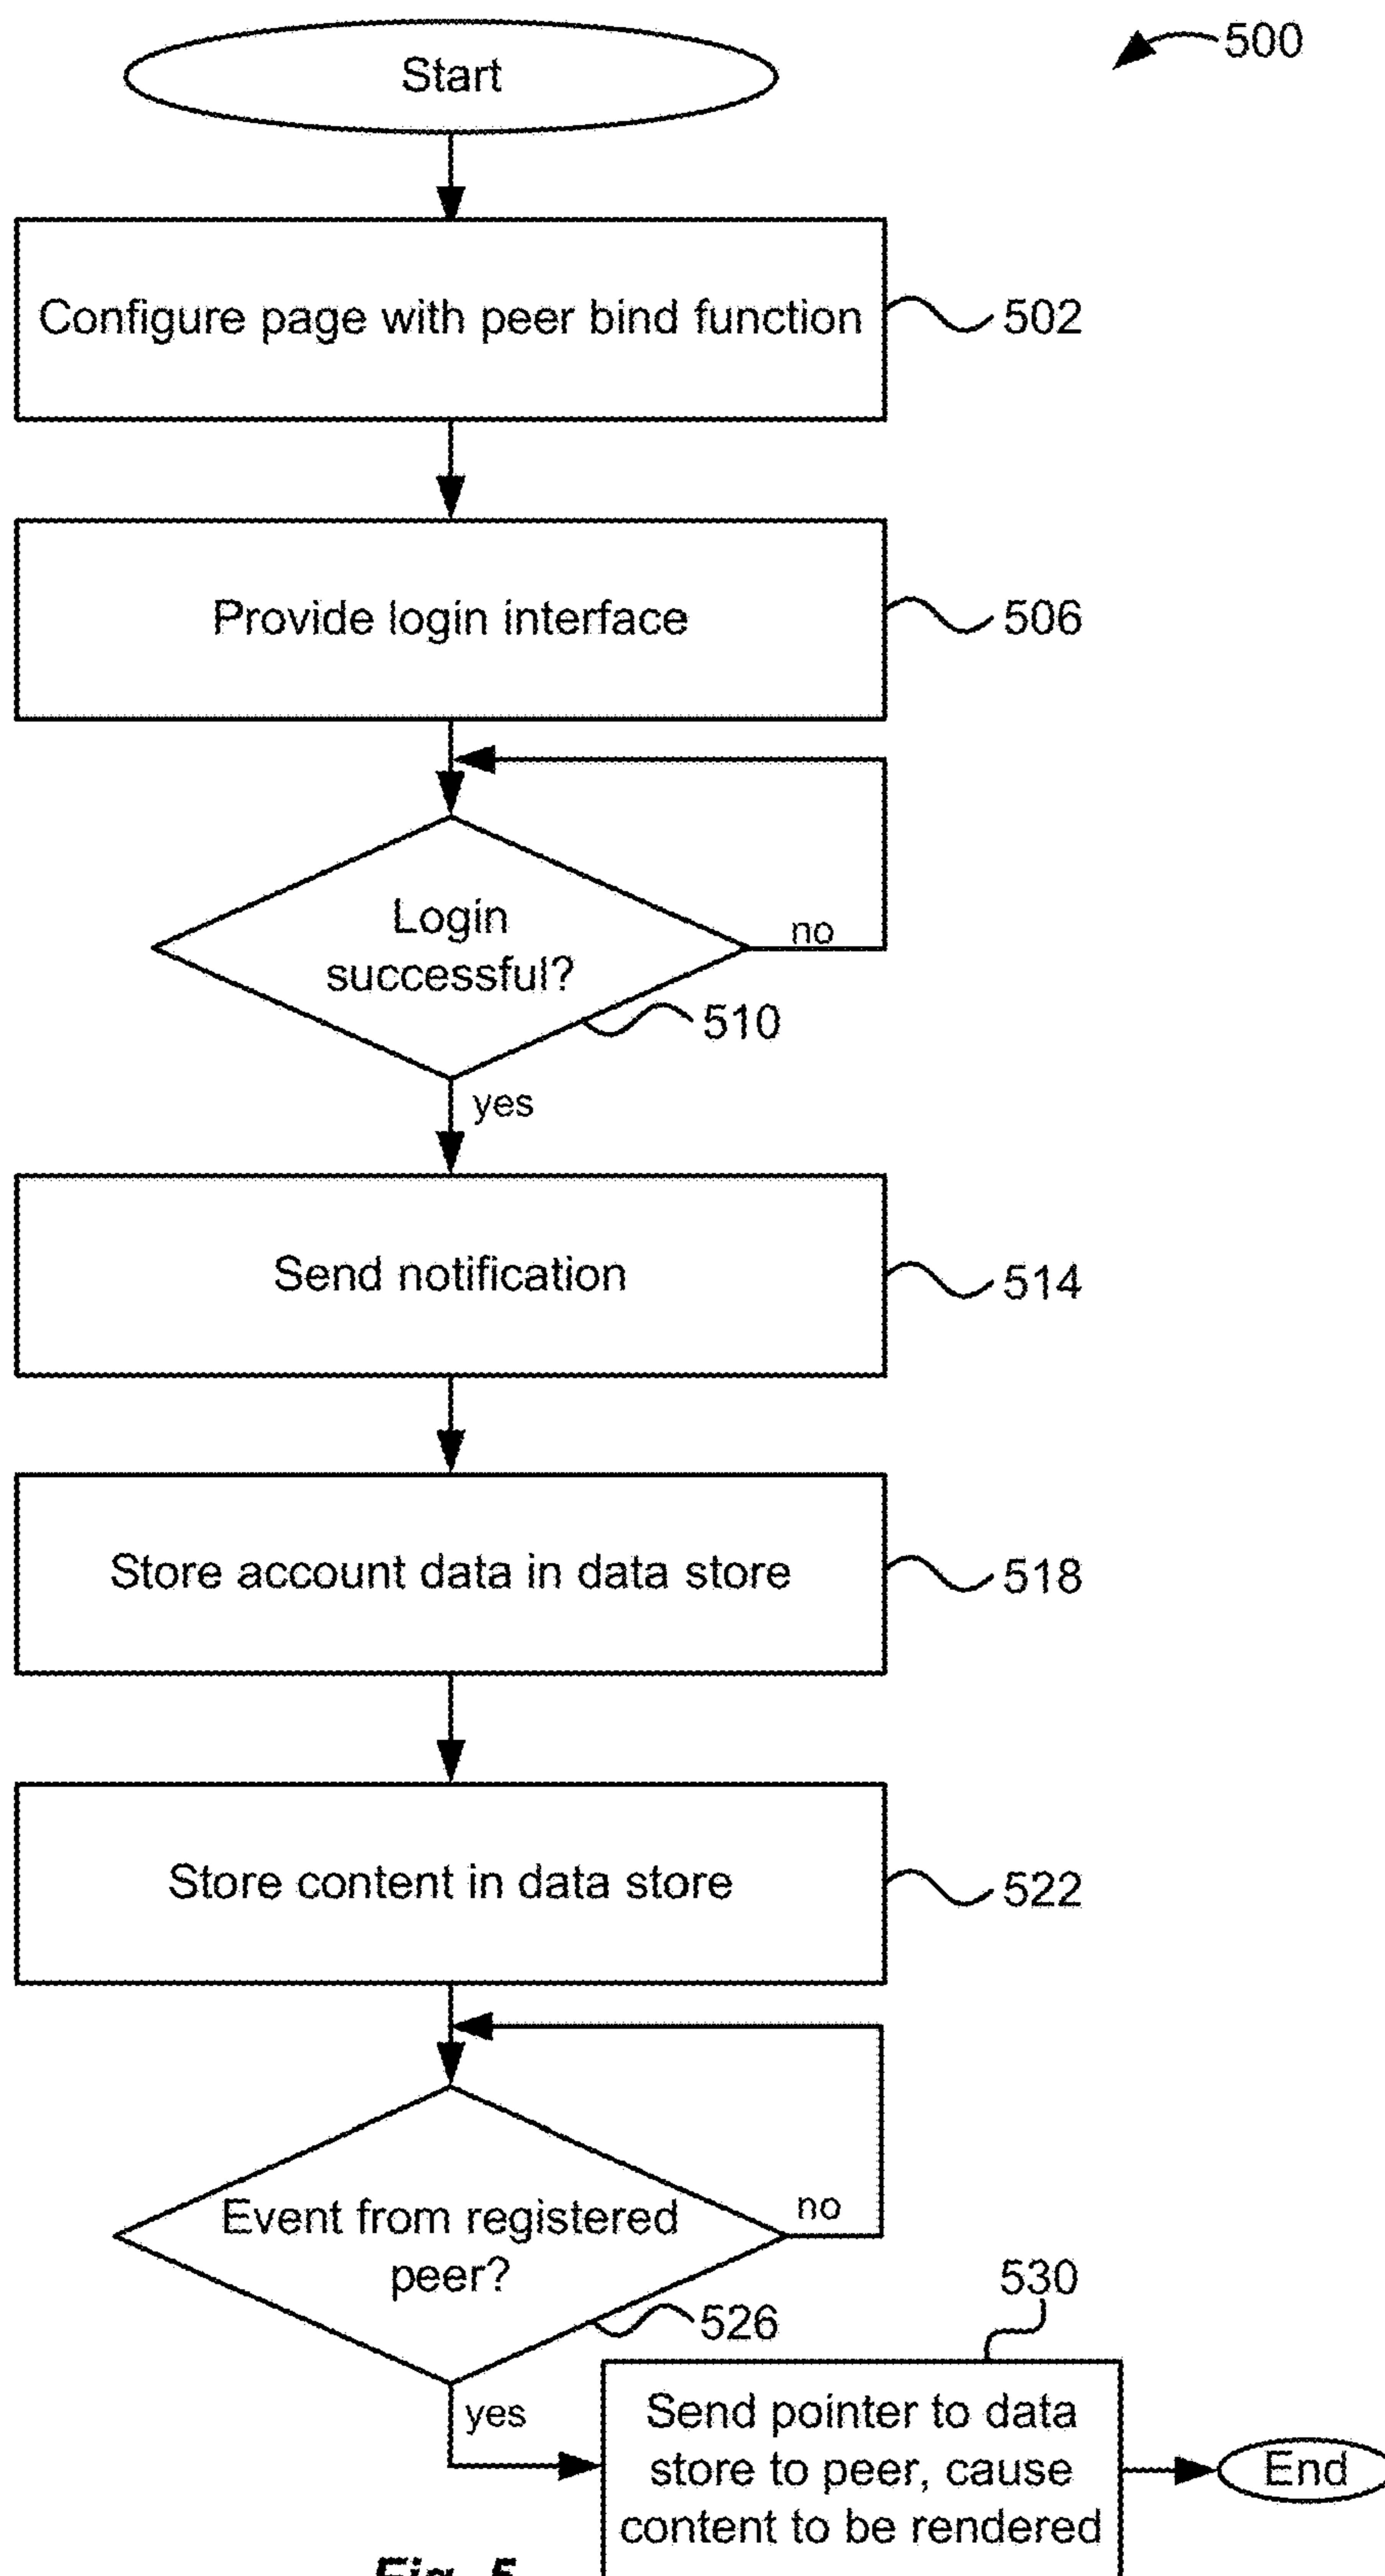 Start
500
Configure page with peer bind function
502
Provide login interface
506
Login
successful?
no
510
yes
Send notification
514
Store account data in data store
518
Store content in data store
522
Event from registered
peer?
no
526
530
yes
Send pointer to data
store to peer, cause
content to be rendered
End
Fig. 5